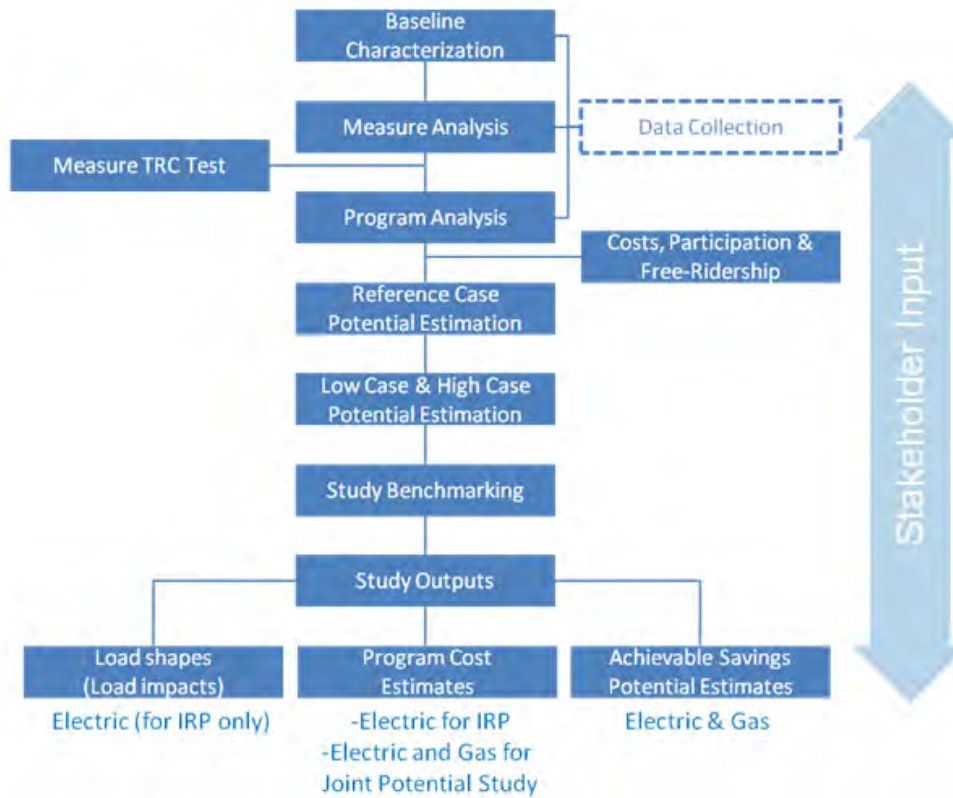 Baseline
Characterization
Measure Analysis
Data Collection
Measure TRC Test
Program Analysis
Costs, Participation &
Free-Ridership
Reference Case
Potential Estimation
Low Case & High Case
Potential Estimation
Study Benchmarking
Study Outputs
Load shapes
(Load impacts)
Electric (for IRP only)
Program Cost
Estimates
-Electric for IRP
-Electric and Gas for
Joint Potential Study
Achievable Savings
Potential Estimates
Electric & Gas
Stakeholder Input